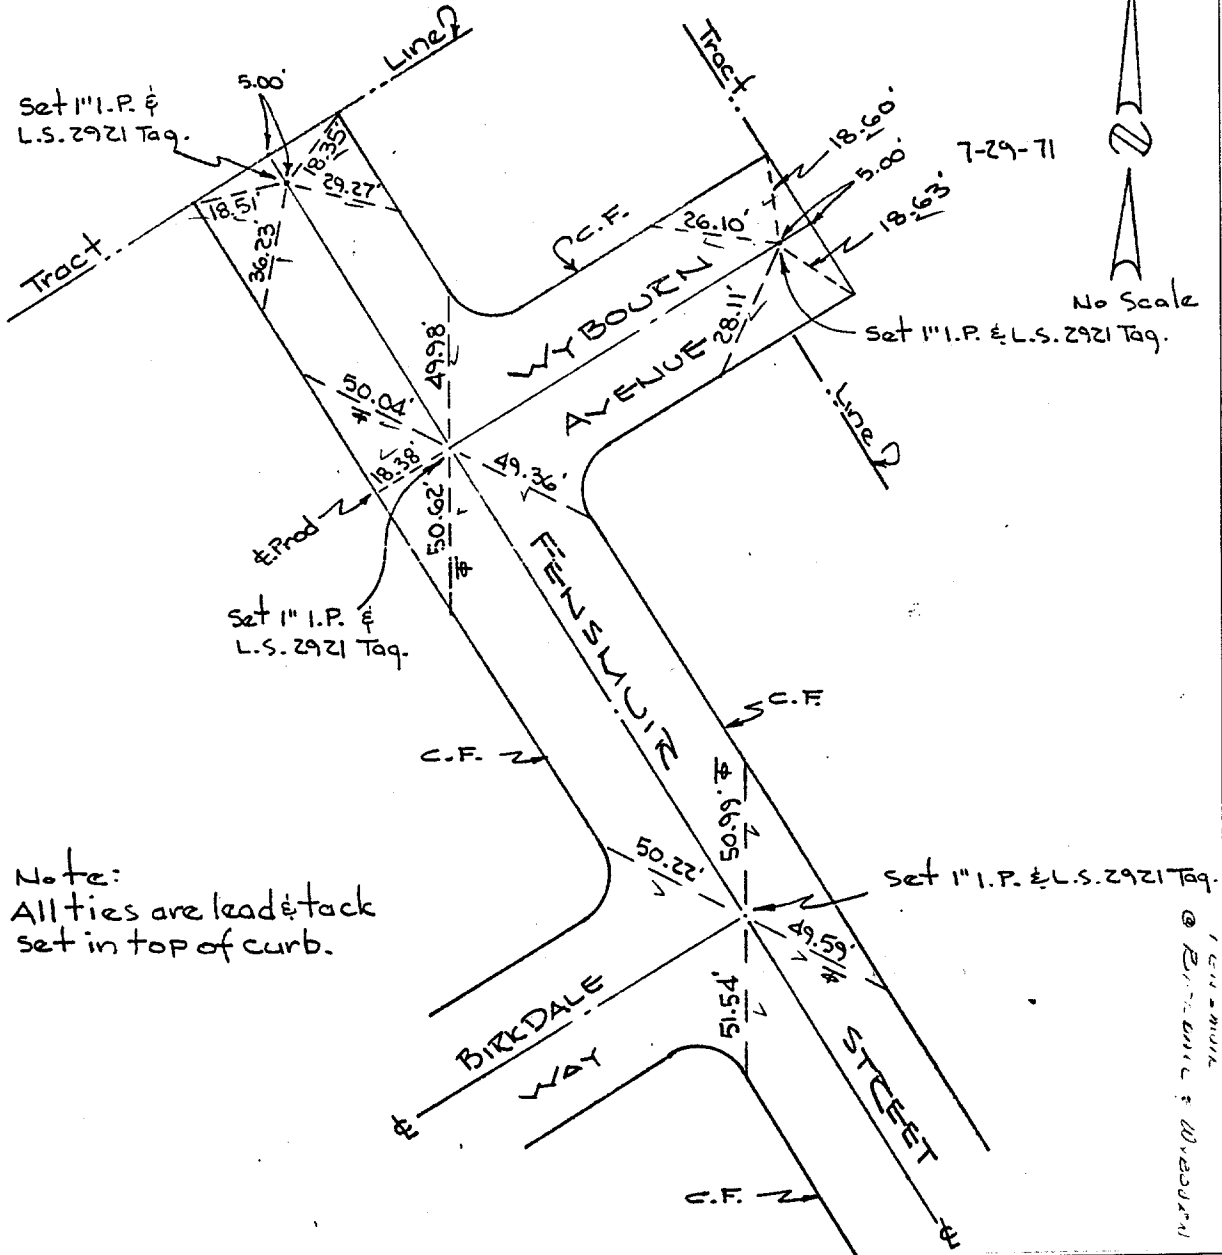 Line
Tract
5.00'
Set 1" I.P. &
L.S. 2921 Tag.
18.35'
29.27'
18.51'
36.23'
Tract
18.60'
5.00'
7-29-71
18.63'
26.10'
C.F.
No Scale
28.11'
Set 1" I.P. & L.S. 2921 Tag.
WYBOURN
AVENUE
Line
49.98'
50.04'
18.38'
49.36'
50.62'
℄ Prod
Set 1" I.P. &
L.S. 2921 Tag.
FENSMUIR
C.F.
C.F.
50.99'
50.22'
Set 1" I.P. & L.S. 2921 Tag.
Note:
All ties are lead & tack
set in top of curb.
49.59'
51.54'
BIRKDALE
WAY
STREET
℄
C.F.
℄